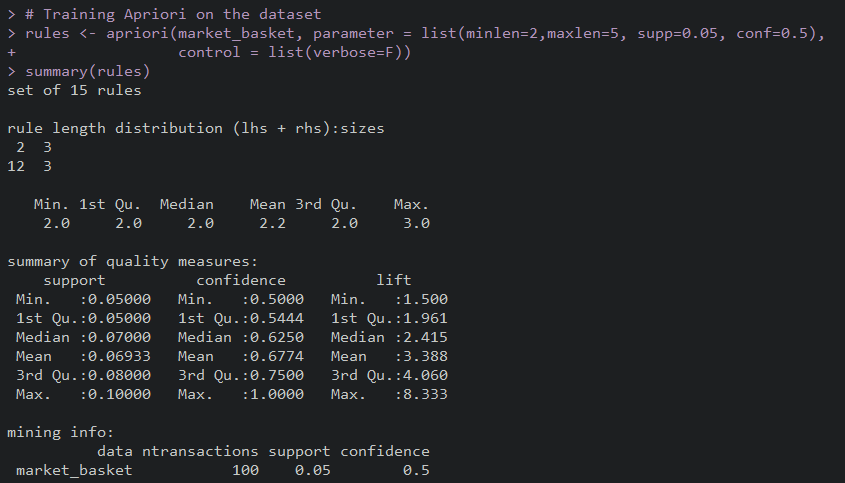 > # Training Apriori on the dataset
> rules <- apriori(market_basket, parameter = list(minlen=2,maxlen=5, supp=0.05, conf=0.5),
+                  control = list(verbose=F))
> summary(rules)
set of 15 rules
rule length distribution (lhs + rhs):sizes
 2  3
12  3
   Min. 1st Qu.  Median    Mean 3rd Qu.    Max.
    2.0     2.0     2.0     2.2     2.0     3.0
summary of quality measures:
    support          confidence          lift
 Min.   :0.05000   Min.   :0.5000   Min.   :1.500
 1st Qu.:0.05000   1st Qu.:0.5444   1st Qu.:1.961
 Median :0.07000   Median :0.6250   Median :2.415
 Mean   :0.06933   Mean   :0.6774   Mean   :3.388
 3rd Qu.:0.08000   3rd Qu.:0.7500   3rd Qu.:4.060
 Max.   :0.10000   Max.   :1.0000   Max.   :8.333
mining info:
          data ntransactions support confidence
 market_basket           100    0.05        0.5